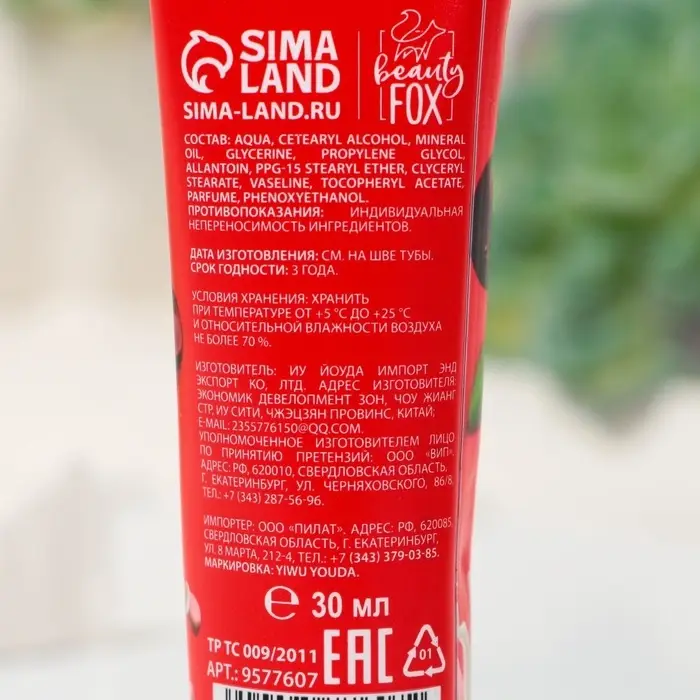 SIMA
LAND
SIMA-LAND.RU
beauty
FOX
СОСТАВ: AQUA, CETEARYL ALCOHOL, MINERAL
OIL, GLYCERINE, PROPYLENE GLYCOL,
ALLANTOIN, PPG-15 STEARYL ETHER, GLYCERYL
STEARATE, VASELINE, TOCOPHERYL ACETATE,
PARFUME, PHENOXYETHANOL.
ПРОТИВОПОКАЗАНИЯ: ИНДИВИДУАЛЬНАЯ
НЕПЕРЕНОСИМОСТЬ ИНГРЕДИЕНТОВ.
ДАТА ИЗГОТОВЛЕНИЯ: СМ. НА ШВЕ ТУБЫ.
СРОК ГОДНОСТИ: 3 ГОДА.
УСЛОВИЯ ХРАНЕНИЯ: ХРАНИТЬ
ПРИ ТЕМПЕРАТУРЕ ОТ +5 °С ДО +25 °С
И ОТНОСИТЕЛЬНОЙ ВЛАЖНОСТИ ВОЗДУХА
НЕ БОЛЕЕ 70 %.
ИЗГОТОВИТЕЛЬ: ИУ ЙОУДА ИМПОРТ ЭНД
ЭКСПОРТ КО, ЛТД. АДРЕС ИЗГОТОВИТЕЛЯ:
ЭКОНОМИК ДЕВЕЛОПМЕНТ ЗОН, ЧОУ ЖИАНГ
СТР, ИУ СИТИ, ЧЖЭЦЗЯН ПРОВИНС, КИТАЙ;
E-MAIL: 2355776150@QQ.COM.
УПОЛНОМОЧЕННОЕ ИЗГОТОВИТЕЛЕМ ЛИЦО
ПО ПРИНЯТИЮ ПРЕТЕНЗИЙ: ООО «ВИП»,
АДРЕС: РФ, 620010, СВЕРДЛОВСКАЯ ОБЛАСТЬ,
Г. ЕКАТЕРИНБУРГ, УЛ. ЧЕРНЯХОВСКОГО, 86/8,
ТЕЛ.: +7 (343) 287-56-96.
ИМПОРТЕР: ООО «ПИЛАТ». АДРЕС: РФ, 620085,
СВЕРДЛОВСКАЯ ОБЛАСТЬ, Г. ЕКАТЕРИНБУРГ,
УЛ. 8 МАРТА, 212-4, ТЕЛ.: +7 (343) 379-03-85.
МАРКИРОВКА: YIWU YOUDA.
℮ 30 мл
ТР ТС 009/2011
АРТ.: 9577607
EAC
01